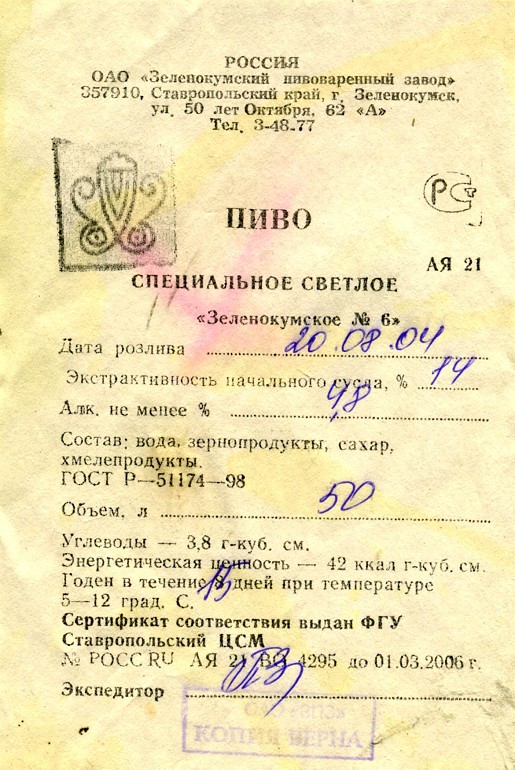 РОССИЯ
ОАО «Зеленокумский пивоваренный завод»
357910, Ставропольский край, г. Зеленокумск,
ул. 50 лет Октября, 62 «А»
Тел. 3-48-77
РСТ
ПИВО
АЯ 21
СПЕЦИАЛЬНОЕ СВЕТЛОЕ
«Зеленокумское № 6»
Дата розлива 20.08.04
Экстрактивность начального сусла, % 14
Алк. не менее % 4,8
Состав: вода, зернопродукты, сахар,
хмелепродукты.
ГОСТ Р—51174—98
Объем, л 50
Углеводы — 3,8 г-куб. см.
Энергетическая ценность — 42 ккал г-куб. см.
Годен в течение 15 дней при температуре
5—12 град. С.
Сертификат соответствия выдан ФГУ
Ставропольский ЦСМ
№ РОСС RU АЯ 21 ВО 4295 до 01.03.2006 г.
Экспедитор
КОПИЯ ВЕРНА